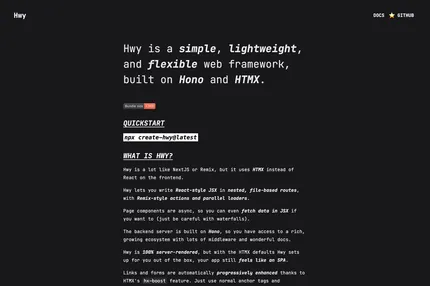 Hwy
DOCS ⭐ GITHUB
Hwy is a simple, lightweight,
and flexible web framework,
built on Hono and HTMX.
QUICKSTART
npx create-hwy@latest
WHAT IS HWY?
Hwy is a lot like NextJS or Remix, but it uses HTMX instead of
React on the frontend.
Hwy lets you write React-style JSX in nested, file-based routes,
with Remix-style actions and parallel loaders.
Page components are async, so you can even fetch data in JSX if
you want to (just be careful with waterfalls).
The backend server is built on Hono, so you have access to a rich,
growing ecosystem with lots of middleware and wonderful docs.
Hwy is 100% server-rendered, but with the HTMX defaults Hwy sets
up for you out of the box, your app still feels like an SPA.
Links and forms are automatically progressively enhanced thanks to
HTMX's hx-boost feature. Just use normal anchor tags and